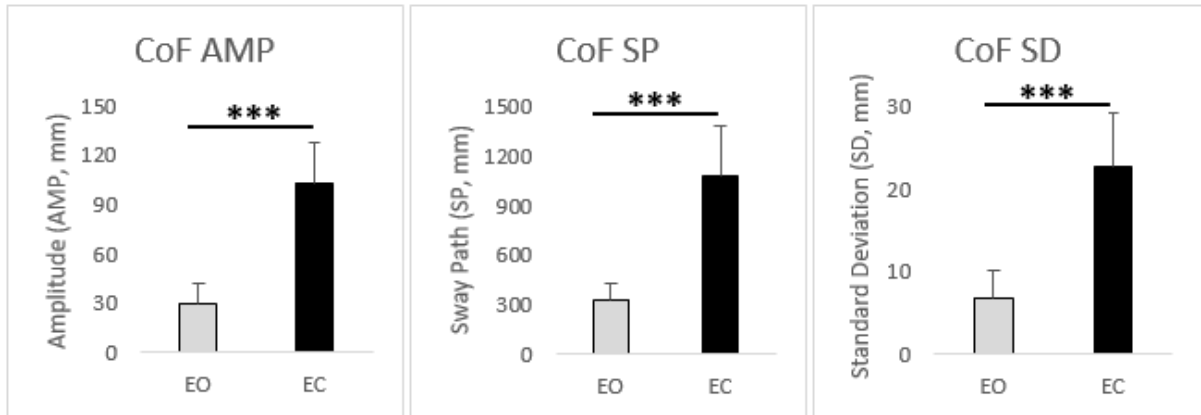 CoF AMP
Amplitude (AMP, mm)
150
120
90
60
30
0
***
EO
EC
CoF SP
Sway Path (SP, mm)
1500
1200
900
600
300
0
***
EO
EC
CoF SD
Standard Deviation (SD, mm)
30
20
10
0
***
EO
EC